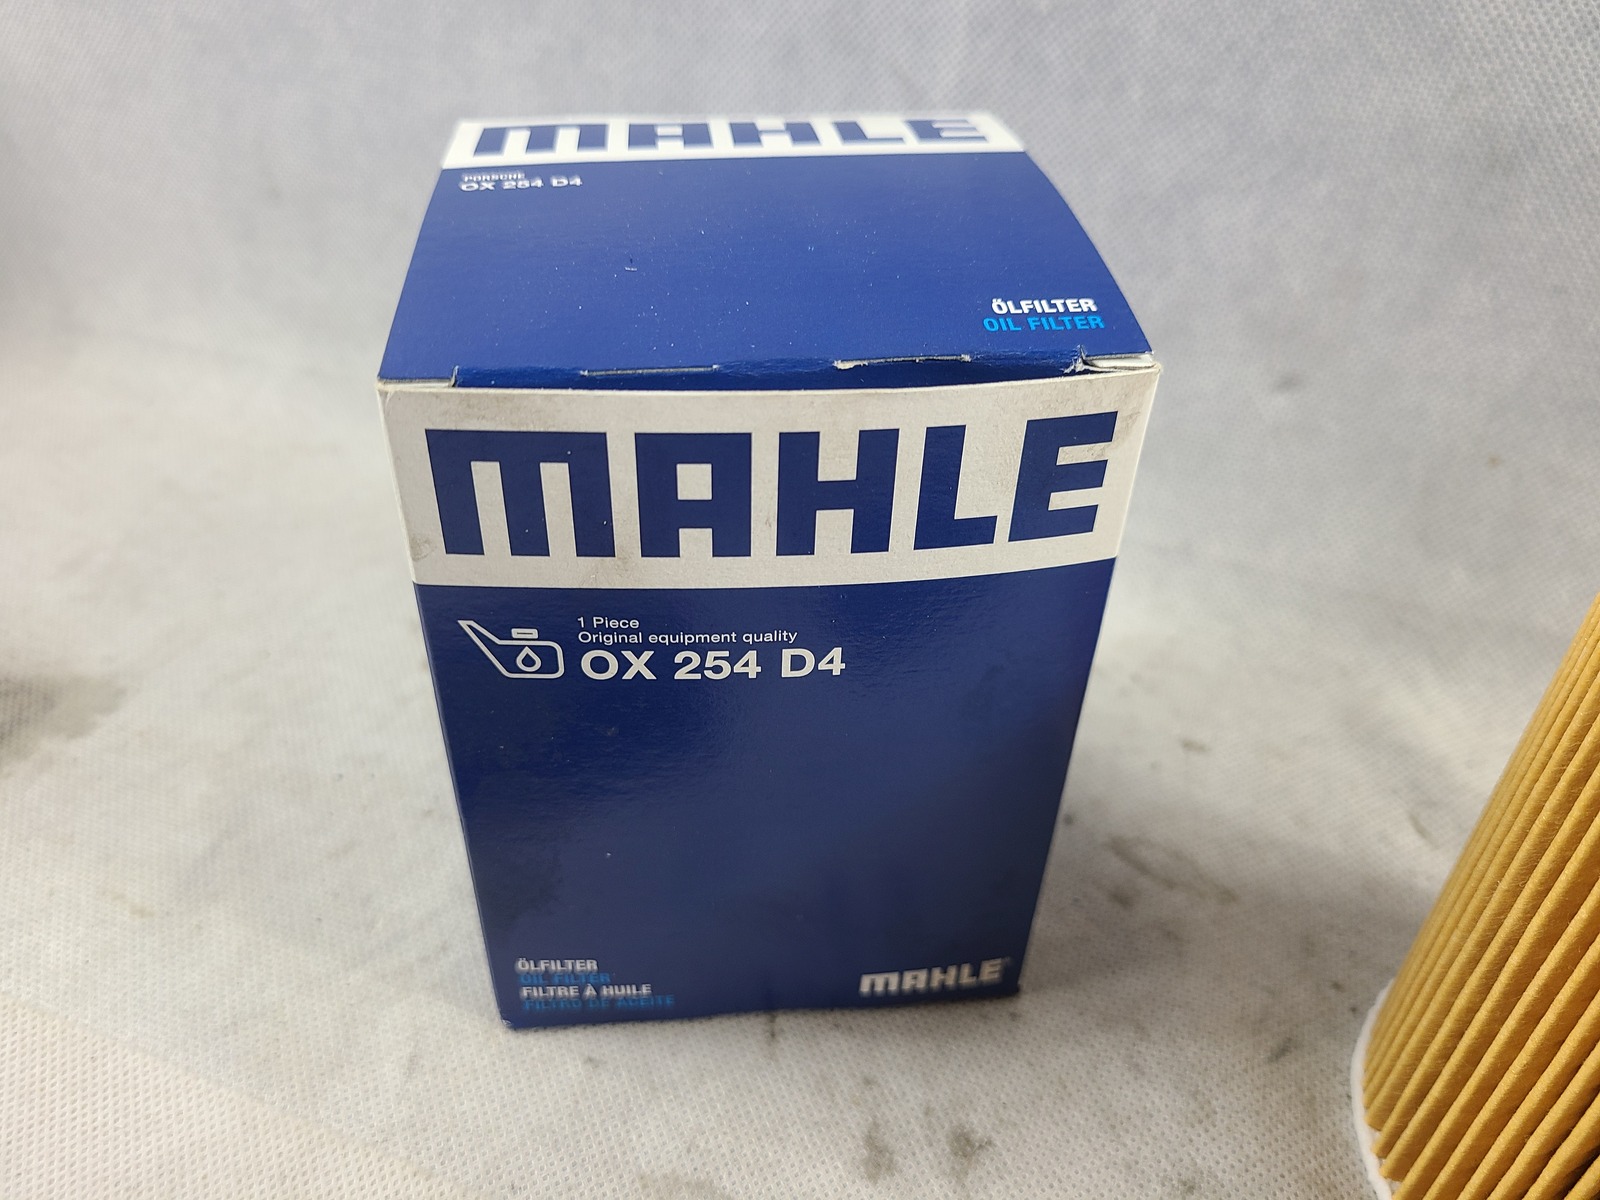 MAHLE
PORSCHE
OX 254 D4
ÖLFILTER
OIL FILTER
MAHLE
1 Piece
Original equipment quality
OX 254 D4
ÖLFILTER
OIL FILTER
FILTRE À HUILE
FILTRO DE ACEITE
MAHLE